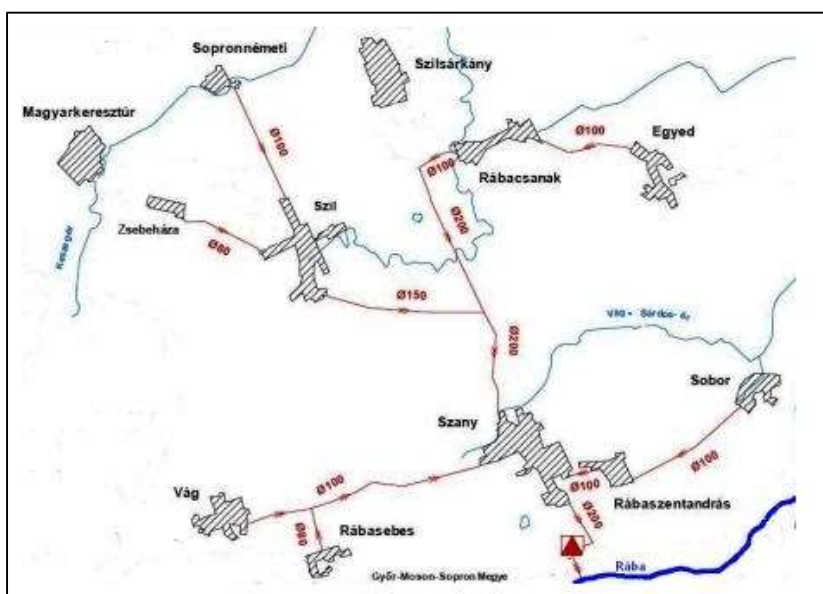 Sopronnémeti
Szilsárkány
Magyarkeresztúr
Ø100
Ø100
Egyed
Ø100
Rábacsanak
Szil
Zsebeháza
Ø200
Ø80
Ø150
Ø200
Sobor
Szany
Ø100
Ø100
Vág
Ø100
Ø200
Rábaszentandrás
Ø80
Rábasebes
Rába
Győr-Moson-Sopron Megye